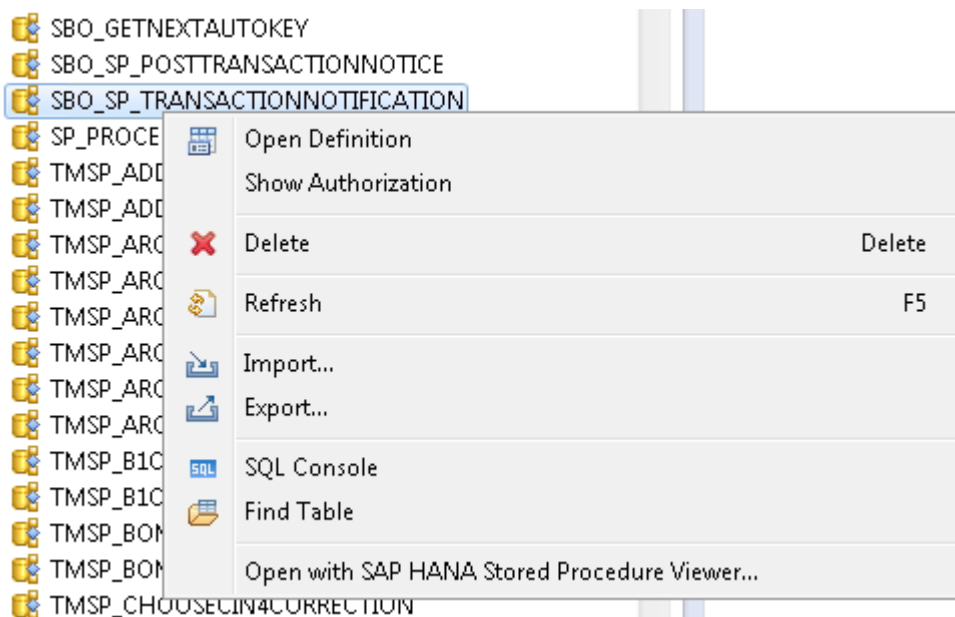 SBO_GETNEXTAUTOKEY
SBO_SP_POSTTRANSACTIONNOTICE
SBO_SP_TRANSACTIONNOTIFICATION
SP_PROCE
TMSP_ADD
TMSP_ADD
TMSP_ARC
TMSP_ARC
TMSP_ARC
TMSP_ARC
TMSP_ARC
TMSP_ARC
TMSP_B1C
TMSP_B1C
TMSP_BON
TMSP_BON
TMSP_CHOOSECIN4CORRECTION
Open Definition
Show Authorization
Delete Delete
Refresh F5
Import...
Export...
SQL Console
Find Table
Open with SAP HANA Stored Procedure Viewer...